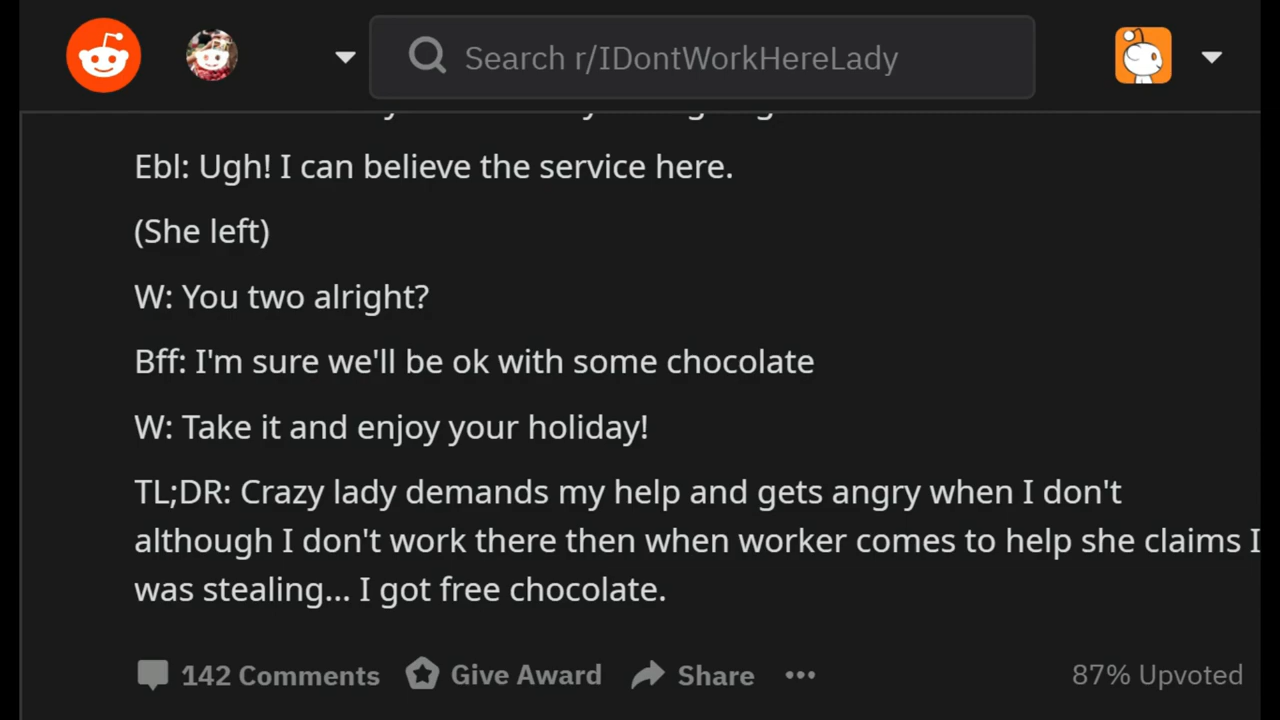 Search r/IDontWorkHereLady
Ebl: Ugh! I can believe the service here.
(She left)
W: You two alright?
Bff: I'm sure we'll be ok with some chocolate
W: Take it and enjoy your holiday!
TL;DR: Crazy lady demands my help and gets angry when I don't
although I don't work there then when worker comes to help she claims I
was stealing... I got free chocolate.
142 Comments Give Award Share ••• 87% Upvoted